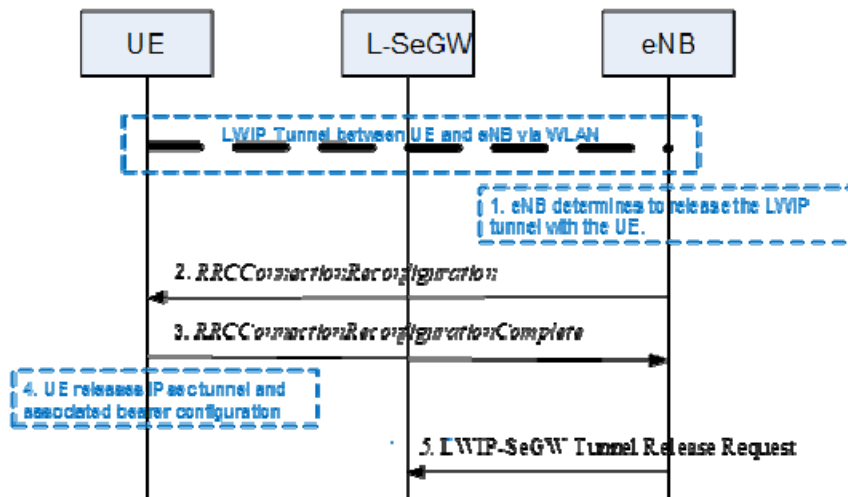 UE L-SeGW eNB
LWIP Tunnel between UE and eNB via WLAN
1. eNB determines to release the LWIP
tunnel with the UE.
2. RRCConnectionReconfiguration
3. RRCConnectionReconfigurationComplete
4. UE releases IPsec tunnel and
associated bearer configuration
5. LWIP-SeGW Tunnel Release Request